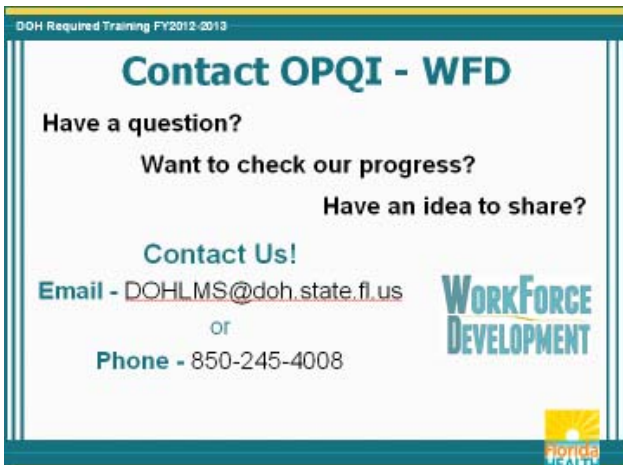 DOH Required Training FY2012-2013
Contact OPQI - WFD
Have a question?
Want to check our progress?
Have an idea to share?
Contact Us!
Email - DOHLMS@doh.state.fl.us
or
Phone - 850-245-4008
WORKFORCE
DEVELOPMENT
Florida
HEALTH